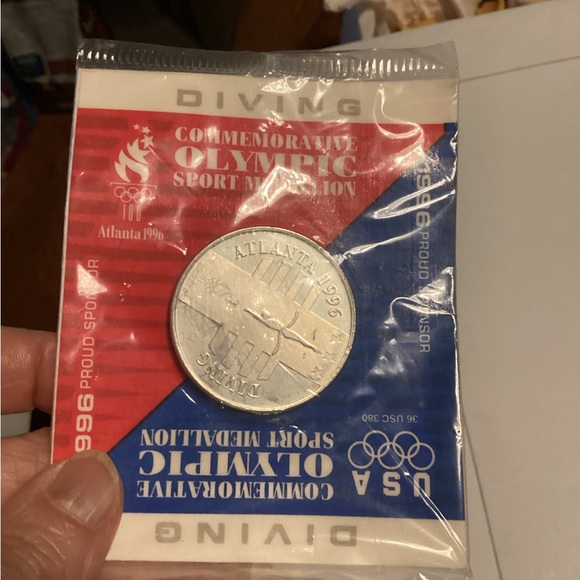 DIVING
COMMEMORATIVE
OLYMPIC
SPORT MEDALLION
Atlanta 1996
1996 PROUD SPONSOR
996 PROUD SPONSOR
ATLANTA 1996
DIVING
36 USC 380
USA
COMMEMORATIVE
OLYMPIC
SPORT MEDALLION
DIVING